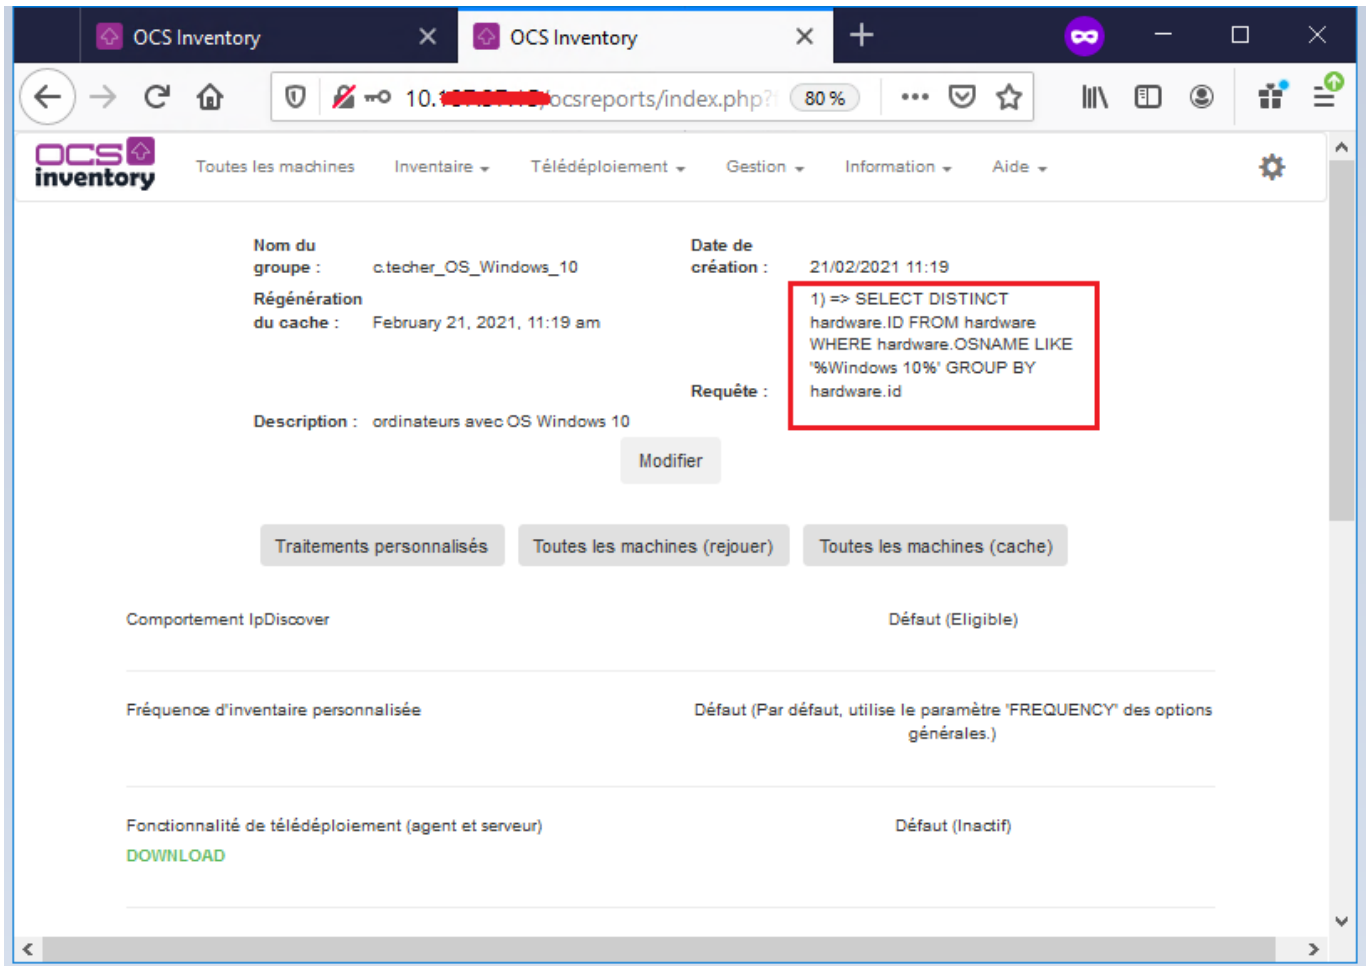 OCS Inventory
OCS Inventory
10.
ocsreports/index.php?
80 %
OCS inventory
Toutes les machines Inventaire Télédéploiement Gestion Information Aide
Nom du groupe : c.techer_OS_Windows_10
Date de création : 21/02/2021 11:19
Régénération du cache : February 21, 2021, 11:19 am
Requête :
1) => SELECT DISTINCT
hardware.ID FROM hardware
WHERE hardware.OSNAME LIKE
'%Windows 10%' GROUP BY
hardware.id
Description : ordinateurs avec OS Windows 10
Modifier
Traitements personnalisés Toutes les machines (rejouer) Toutes les machines (cache)
Comportement IpDiscover Défaut (Eligible)
Fréquence d'inventaire personnalisée
Défaut (Par défaut, utilise le paramètre 'FREQUENCY' des options
générales.)
Fonctionnalité de télédéploiement (agent et serveur) Défaut (Inactif)
DOWNLOAD